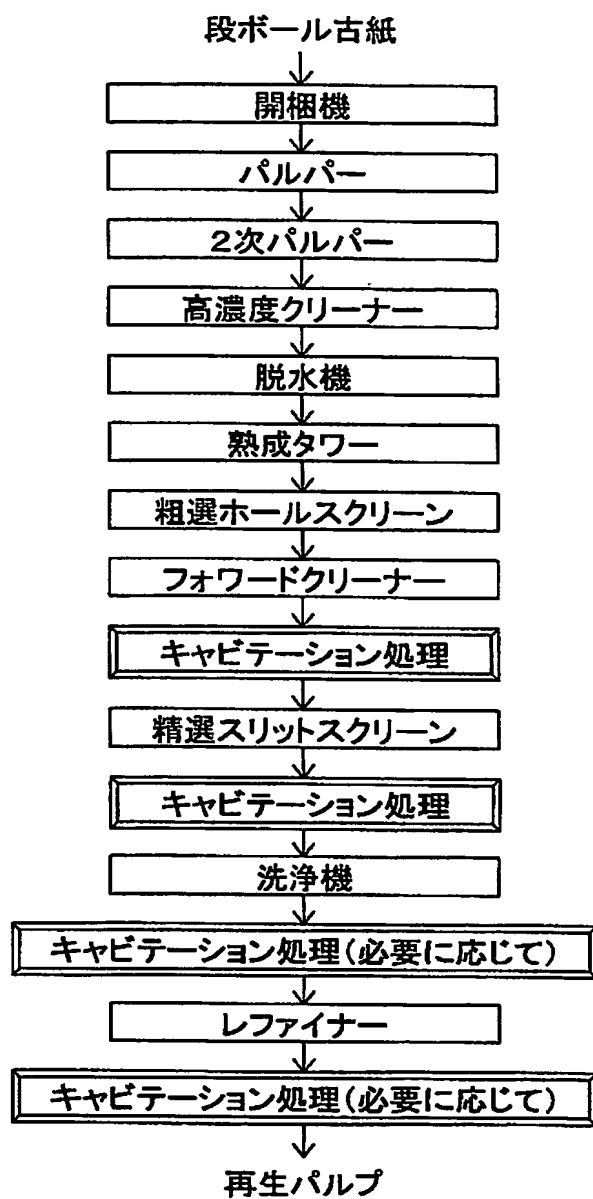 段ボール古紙
開梱機
パルパー
2次パルパー
高濃度クリーナー
脱水機
熟成タワー
粗選ホールスクリーン
フォワードクリーナー
キャビテーション処理
精選スリットスクリーン
キャビテーション処理
洗浄機
キャビテーション処理(必要に応じて)
レファイナー
キャビテーション処理(必要に応じて)
再生パルプ